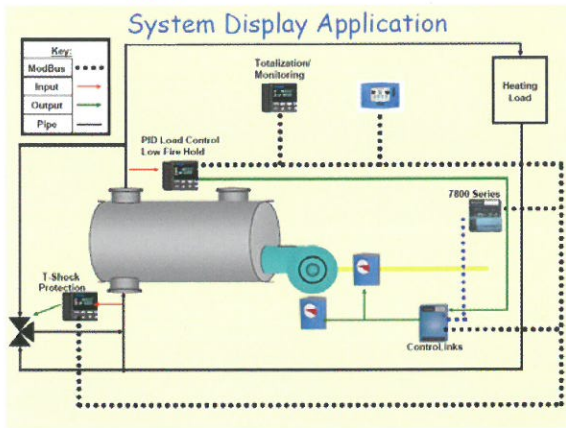 System Display Application
Key:
ModBus
Input
Output
Pipe
Totalization/
Monitoring
Heating
Load
PID Load Control
Low Fire Hold
7800 Series
T-Shock
Protection
ControLinks